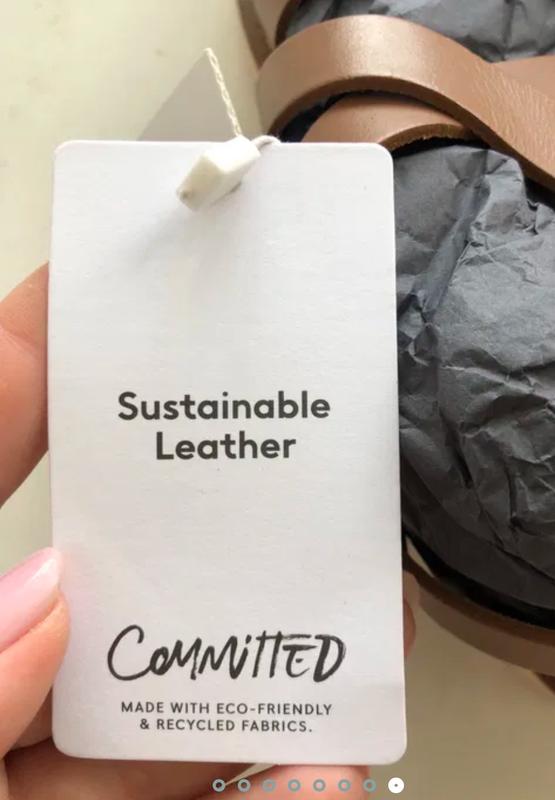 Sustainable
Leather
COMMITTED
MADE WITH ECO-FRIENDLY
& RECYCLED FABRICS.